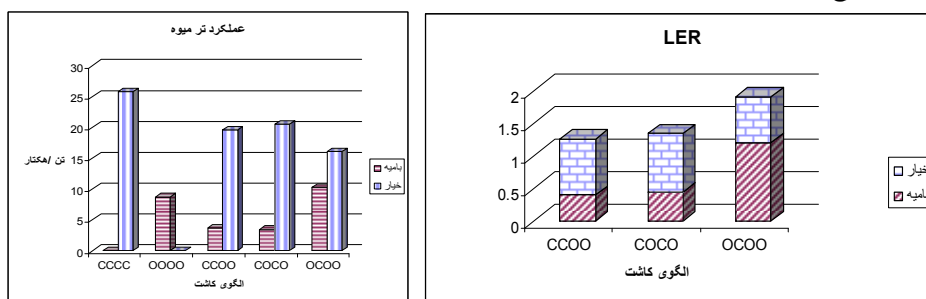 عملکرد تر میوه
30
25
20
15
10
5
0
تن /هکتار
CCCC OOOO CCOO COCO OCOO
الگوی کاشت
بامیه
خیار
LER
2
1.5
1
0.5
0
CCOO COCO OCOO
الگوی کاشت
خیار
بامیه